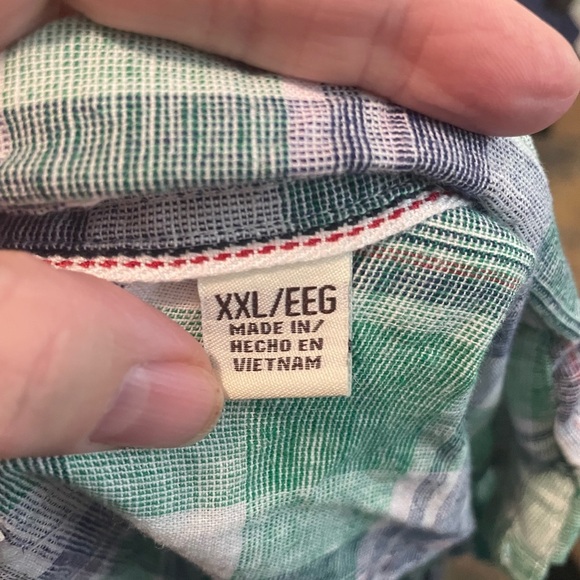 XXL/EEG
MADE IN/
HECHO EN
VIETNAM